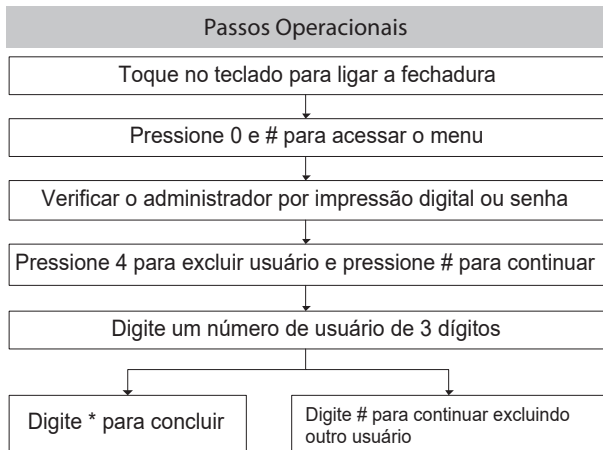 Passos Operacionais
Toque no teclado para ligar a fechadura
Pressione 0 e # para acessar o menu
Verificar o administrador por impressão digital ou senha
Pressione 4 para excluir usuário e pressione # para continuar
Digite um número de usuário de 3 dígitos
Digite * para concluir
Digite # para continuar excluindo
outro usuário